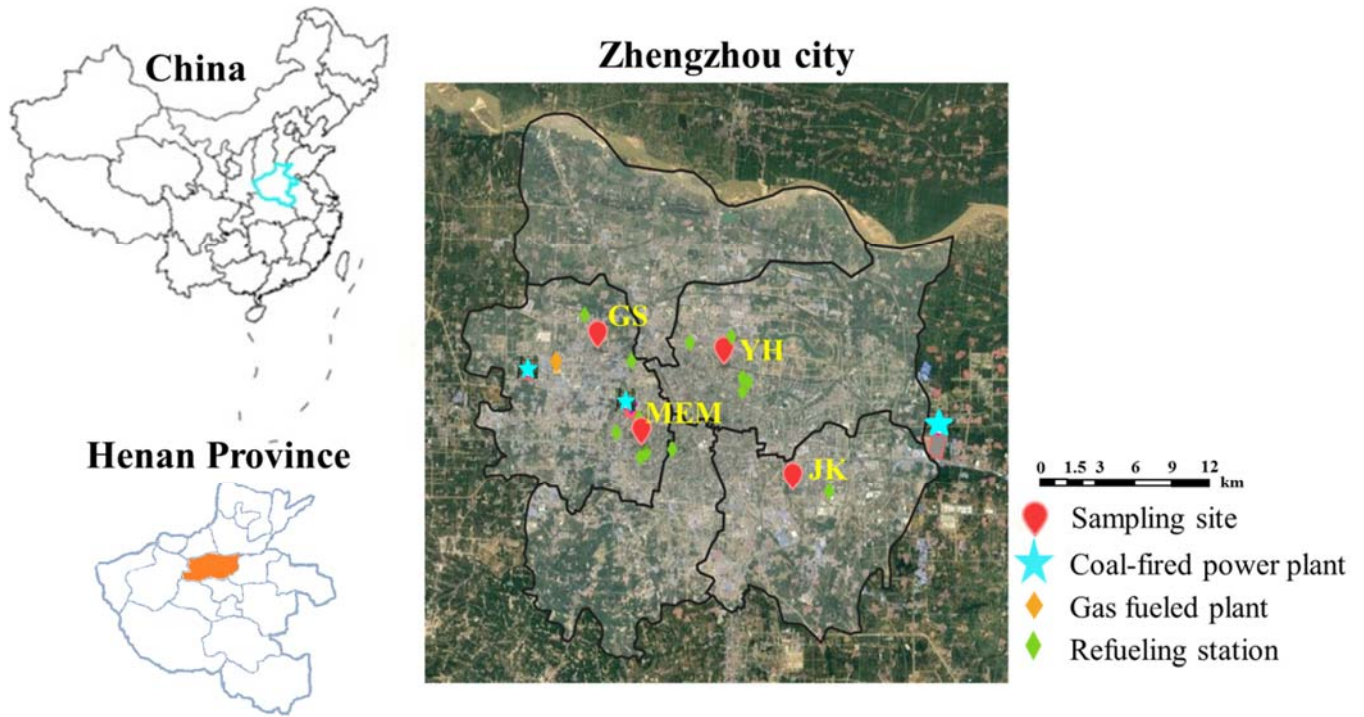 China
Zhengzhou city
GS
YH
MEM
JK
Henan Province
0 1.5 3 6 9 12
km
Sampling site
Coal-fired power plant
Gas fueled plant
Refueling station